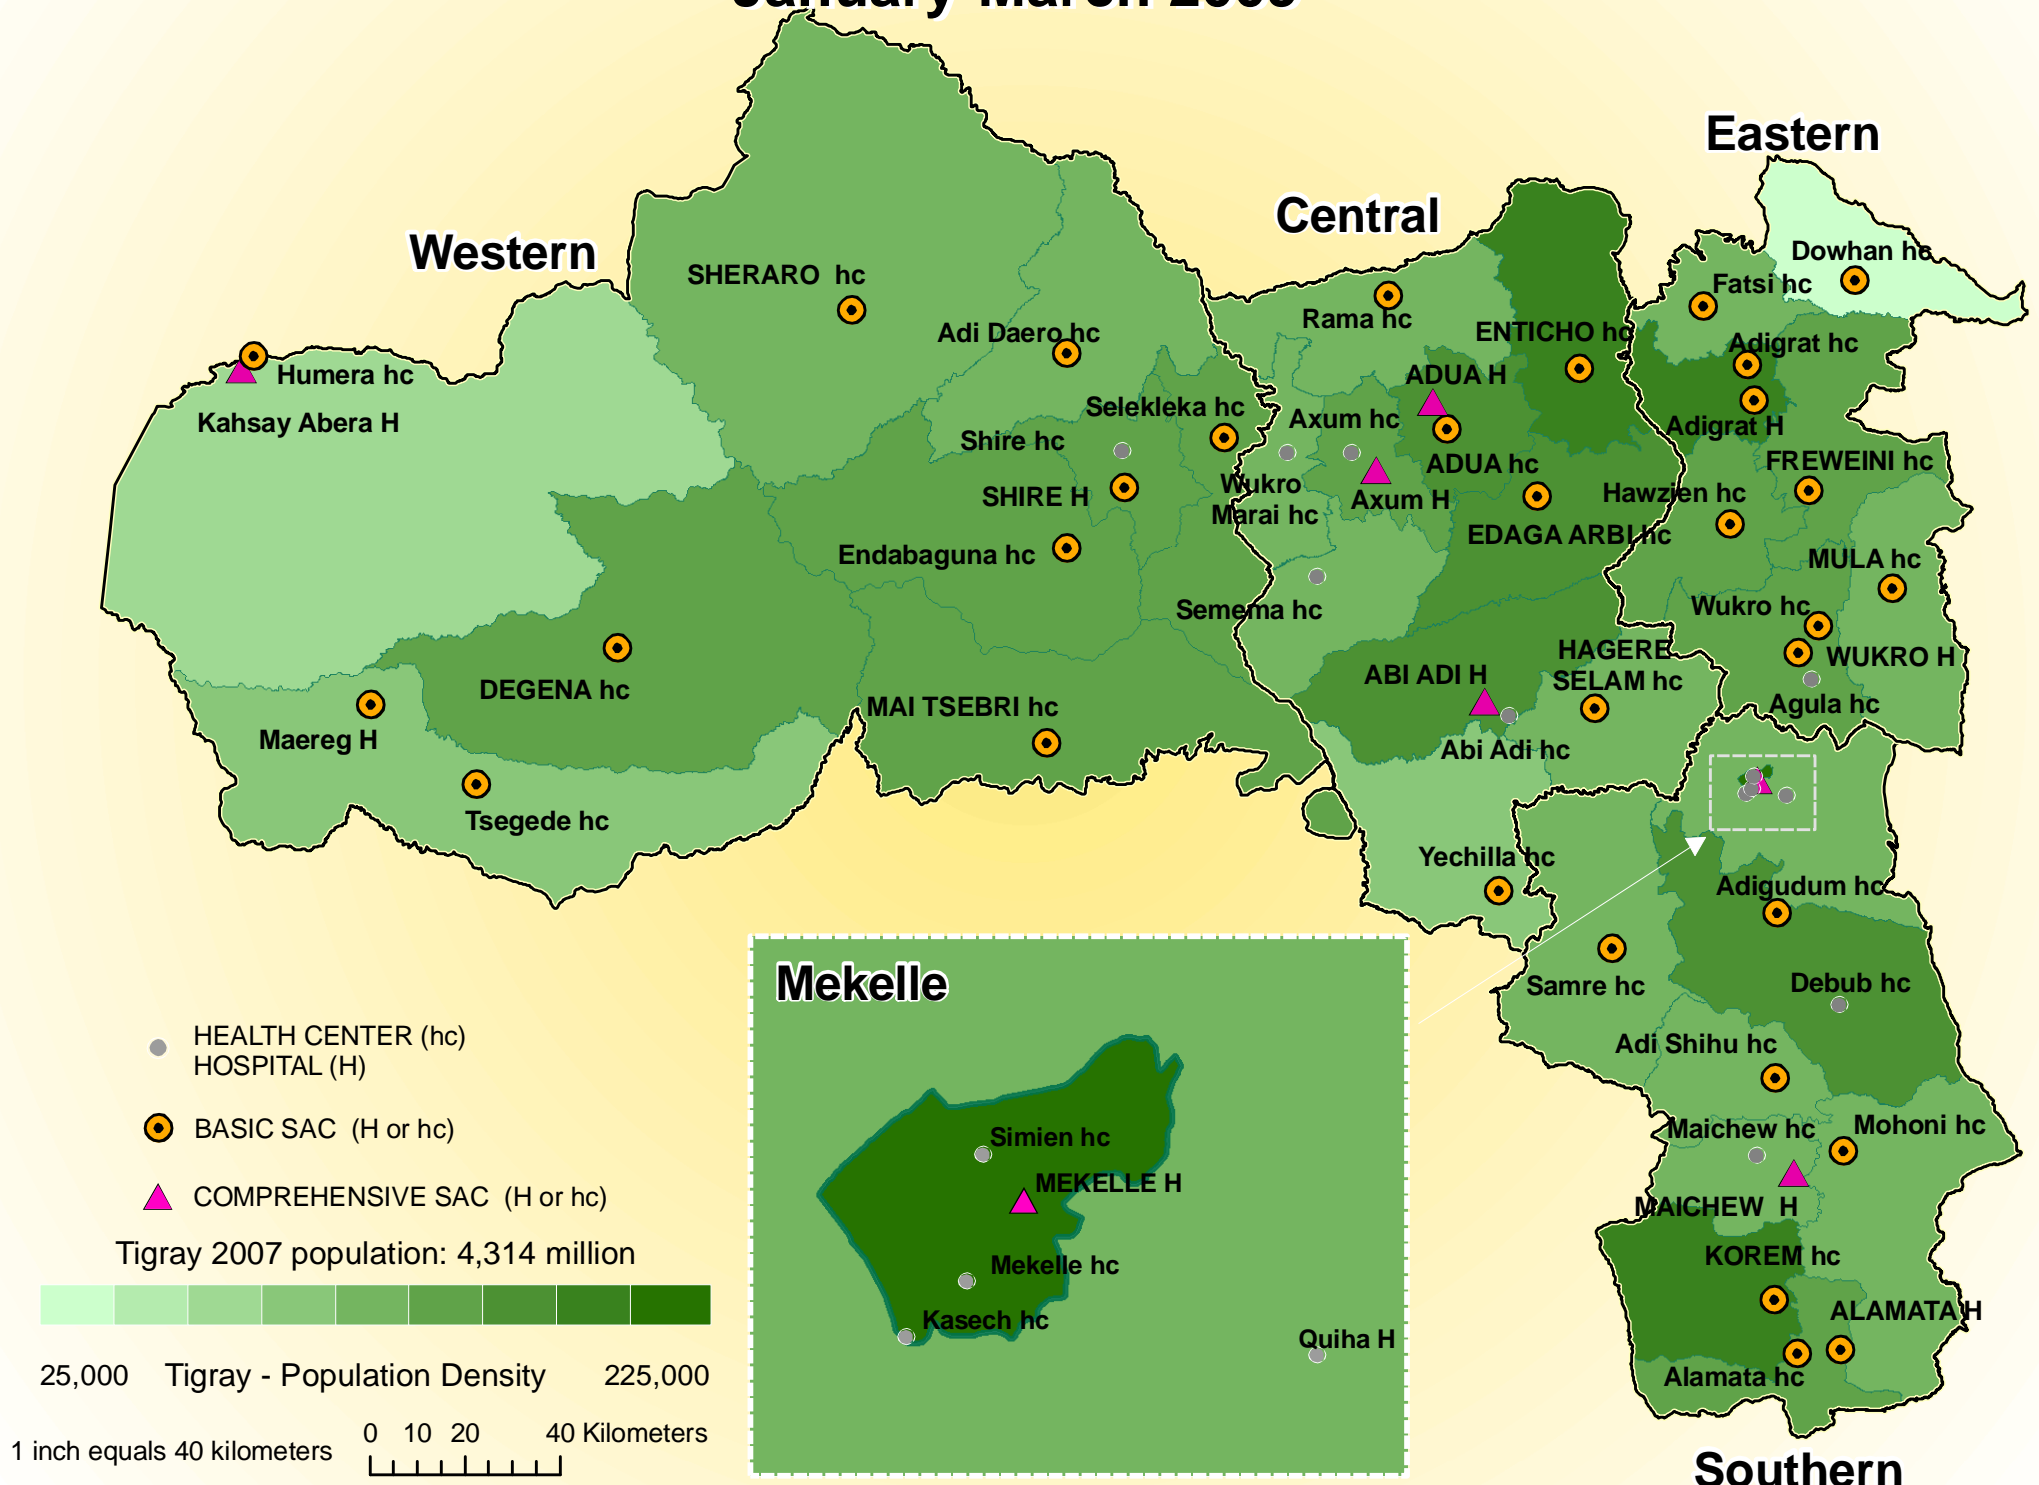 Eastern
Central
Western
Dowhan hc
SHERARO hc
Fatsi hc
Rama hc
Adi Daero hc
ENTICHO hc
Adigrat hc
Humera hc
ADUA H
Kahsay Abera H
Selekleka hc
Axum hc
Adigrat H
Shire hc
ADUA hc
FREWEINI hc
SHIRE H
Wukro
Marai hc
Axum H
Hawzien hc
EDAGA ARBI hc
Endabaguna hc
MULA hc
Semema hc
Wukro hc
HAGERE
SELAM hc
WUKRO H
DEGENA hc
ABI ADI H
MAI TSEBRI hc
Agula hc
Maereg H
Abi Adi hc
Tsegede hc
Yechilla hc
Adigudum hc
Samre hc
Debub hc
Adi Shihu hc
Maichew hc
Mohoni hc
MAICHEW H
KOREM hc
ALAMATA H
Alamata hc
Southern
Mekelle
Simien hc
MEKELLE H
Mekelle hc
Kasech hc
Quiha H
HEALTH CENTER (hc)
HOSPITAL (H)
BASIC SAC (H or hc)
COMPREHENSIVE SAC (H or hc)
Tigray 2007 population: 4,314 million
25,000 Tigray - Population Density 225,000
1 inch equals 40 kilometers
0 10 20 40 Kilometers